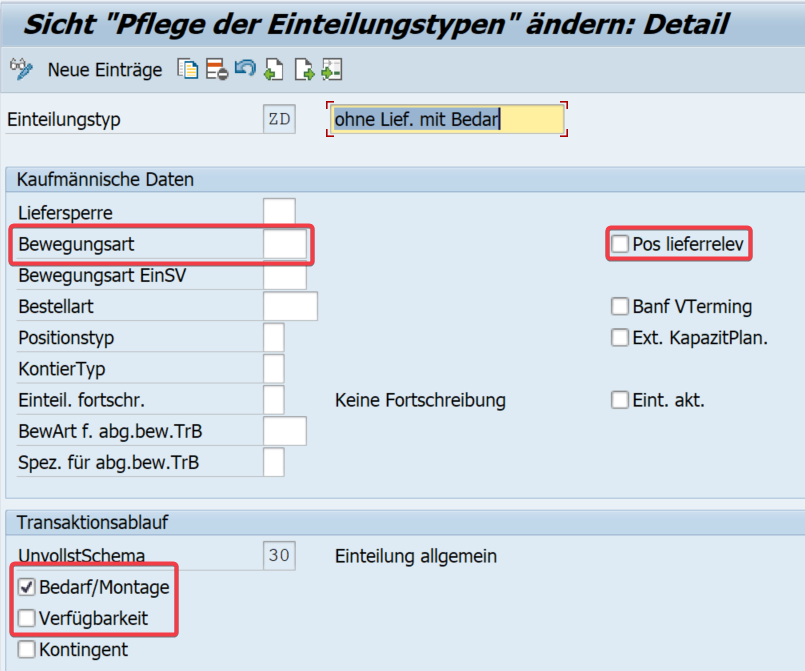 Sicht "Pflege der Einteilungstypen" ändern: Detail
Neue Einträge
Einteilungstyp ZD ohne Lief. mit Bedar
Kaufmännische Daten
Liefersperre
Bewegungsart Pos lieferrelev
Bewegungsart EinSV
Bestellart Banf VTerming
Positionstyp Ext. KapazitPlan.
KontierTyp
Einteil. fortschr. Keine Fortschreibung Eint. akt.
BewArt f. abg.bew.TrB
Spez. für abg.bew.TrB
Transaktionsablauf
UnvollstSchema 30 Einteilung allgemein
Bedarf/Montage
Verfügbarkeit
Kontingent